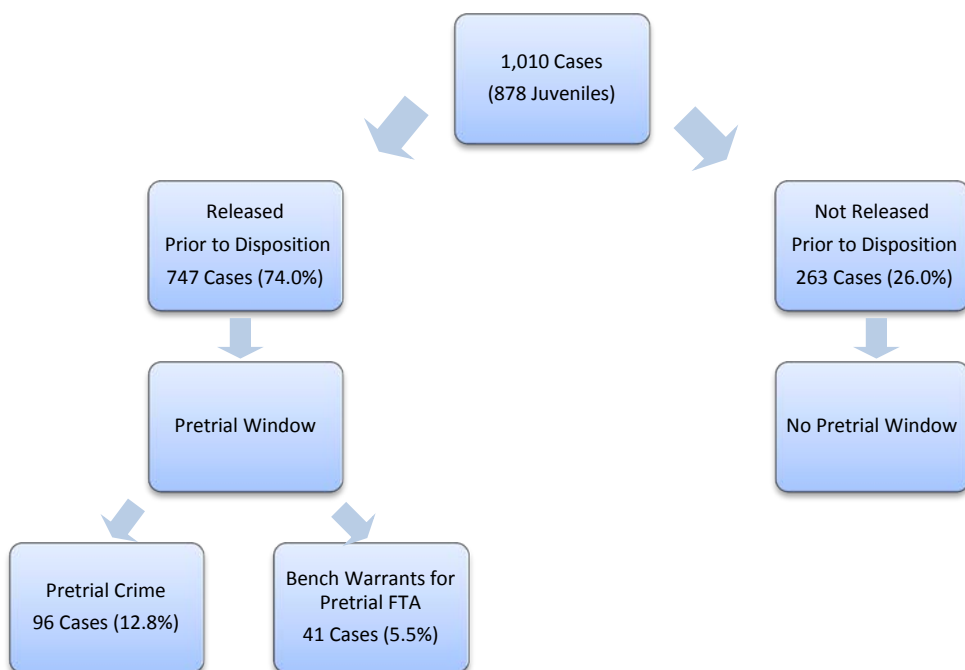 1,010 Cases
(878 Juveniles)
Released
Prior to Disposition
747 Cases (74.0%)
Not Released
Prior to Disposition
263 Cases (26.0%)
Pretrial Window
No Pretrial Window
Pretrial Crime
96 Cases (12.8%)
Bench Warrants for
Pretrial FTA
41 Cases (5.5%)